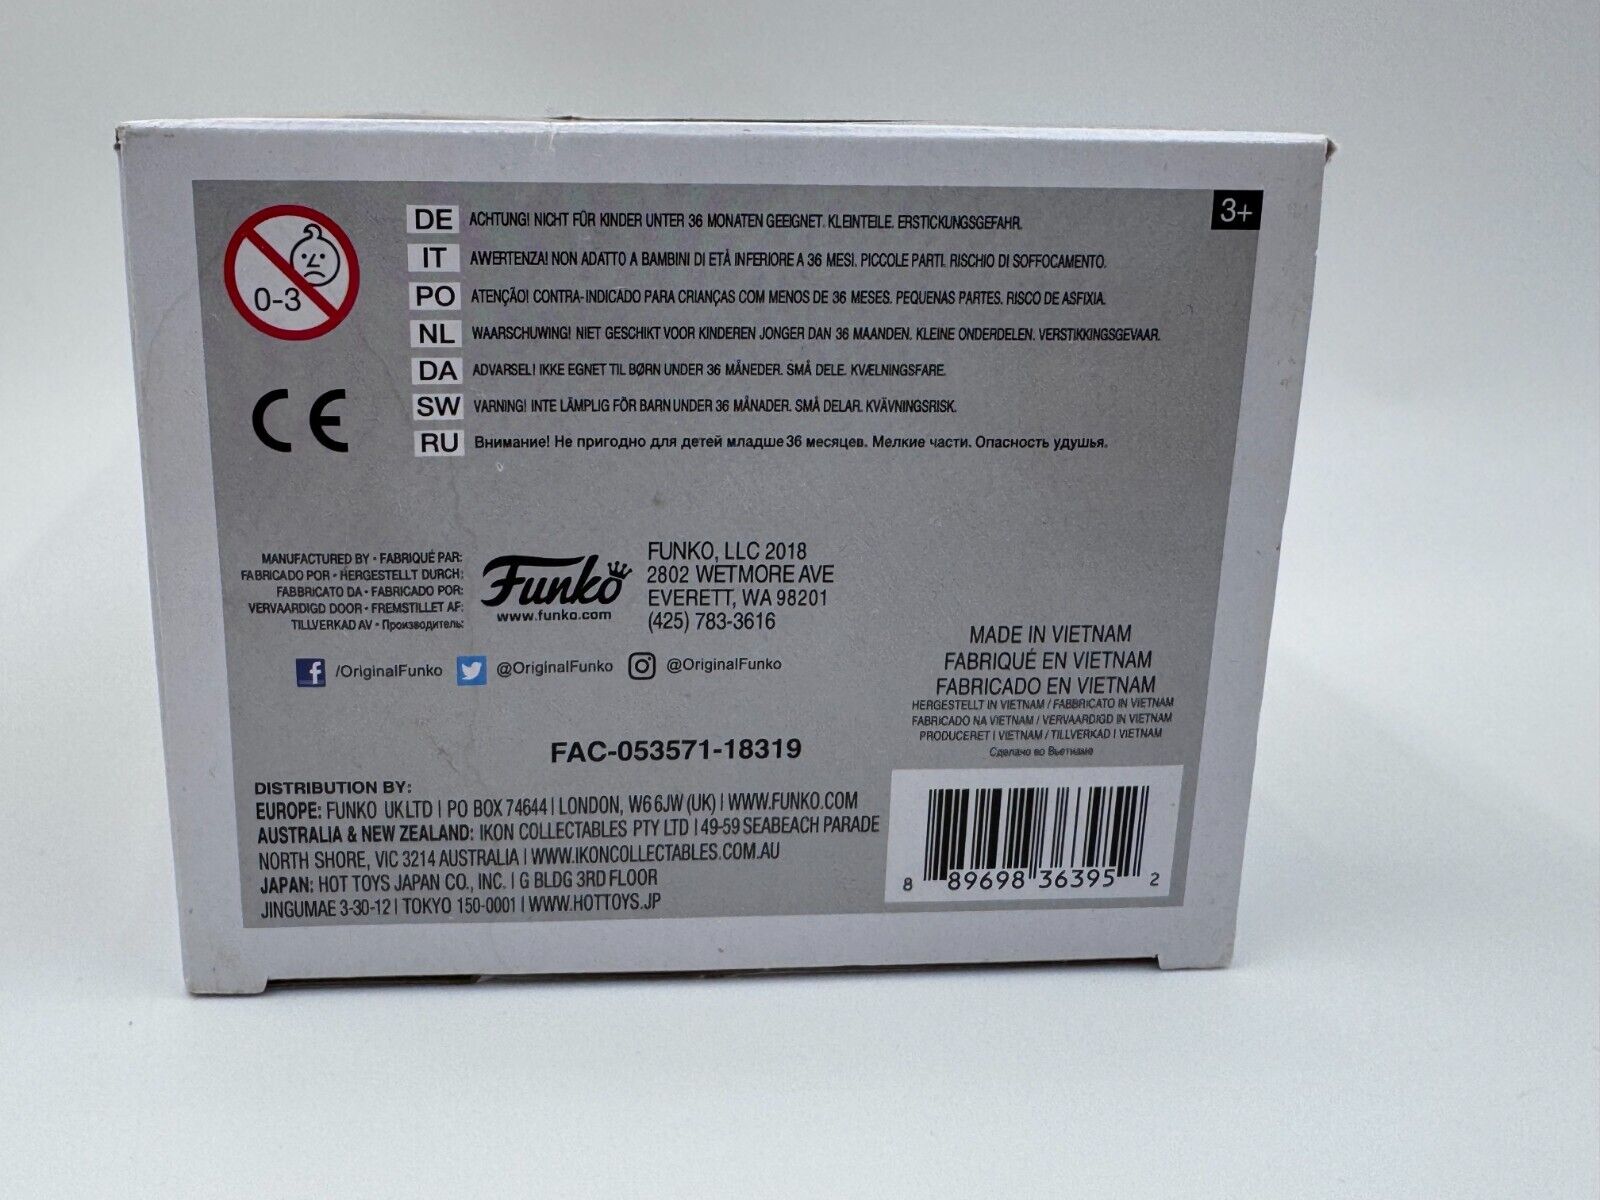 3+
0-3
DE ACHTUNG! NICHT FÜR KINDER UNTER 36 MONATEN GEEIGNET. KLEINTEILE. ERSTICKUNGSGEFAHR.
IT AWERTENZA! NON ADATTO A BAMBINI DI ETÀ INFERIORE A 36 MESI. PICCOLE PARTI. RISCHIO DI SOFFOCAMENTO.
PO ATENÇÃO! CONTRA-INDICADO PARA CRIANÇAS COM MENOS DE 36 MESES. PEQUENAS PARTES. RISCO DE ASFIXIA.
NL WAARSCHUWING! NIET GESCHIKT VOOR KINDEREN JONGER DAN 36 MAANDEN. KLEINE ONDERDELEN. VERSTIKKINGSGEVAAR.
DA ADVARSEL! IKKE EGNET TIL BØRN UNDER 36 MÅNEDER. SMÅ DELE. KVÆLNINGSFARE.
SW VARNING! INTE LÄMPLIG FÖR BARN UNDER 36 MÅNADER. SMÅ DELAR. KVÄVNINGSRISK.
RU Внимание! Не пригодно для детей младше 36 месяцев. Мелкие части. Опасность удушья.
CE
MANUFACTURED BY • FABRIQUÉ PAR:
FABRICADO POR • HERGESTELLT DURCH:
FABBRICATO DA • FABRICADO POR:
VERVAARDIGD DOOR • FREMSTILLET AF:
TILLVERKAD AV • Производитель:
Funko
www.funko.com
FUNKO, LLC 2018
2802 WETMORE AVE
EVERETT, WA 98201
(425) 783-3616
/OriginalFunko @OriginalFunko @OriginalFunko
MADE IN VIETNAM
FABRIQUÉ EN VIETNAM
FABRICADO EN VIETNAM
HERGESTELLT IN VIETNAM / FABBRICATO IN VIETNAM
FABRICADO NA VIETNAM / VERVAARDIGD IN VIETNAM
PRODUCERET I VIETNAM / TILLVERKAD I VIETNAM
Сделано во Вьетнаме
FAC-053571-18319
DISTRIBUTION BY:
EUROPE: FUNKO UK LTD | PO BOX 74644 | LONDON, W6 6JW (UK) | WWW.FUNKO.COM
AUSTRALIA & NEW ZEALAND: IKON COLLECTABLES PTY LTD | 49-59 SEABEACH PARADE
NORTH SHORE, VIC 3214 AUSTRALIA | WWW.IKONCOLLECTABLES.COM.AU
JAPAN: HOT TOYS JAPAN CO., INC. | G BLDG 3RD FLOOR
JINGUMAE 3-30-12 | TOKYO 150-0001 | WWW.HOTTOYS.JP
8 89698 36395 2